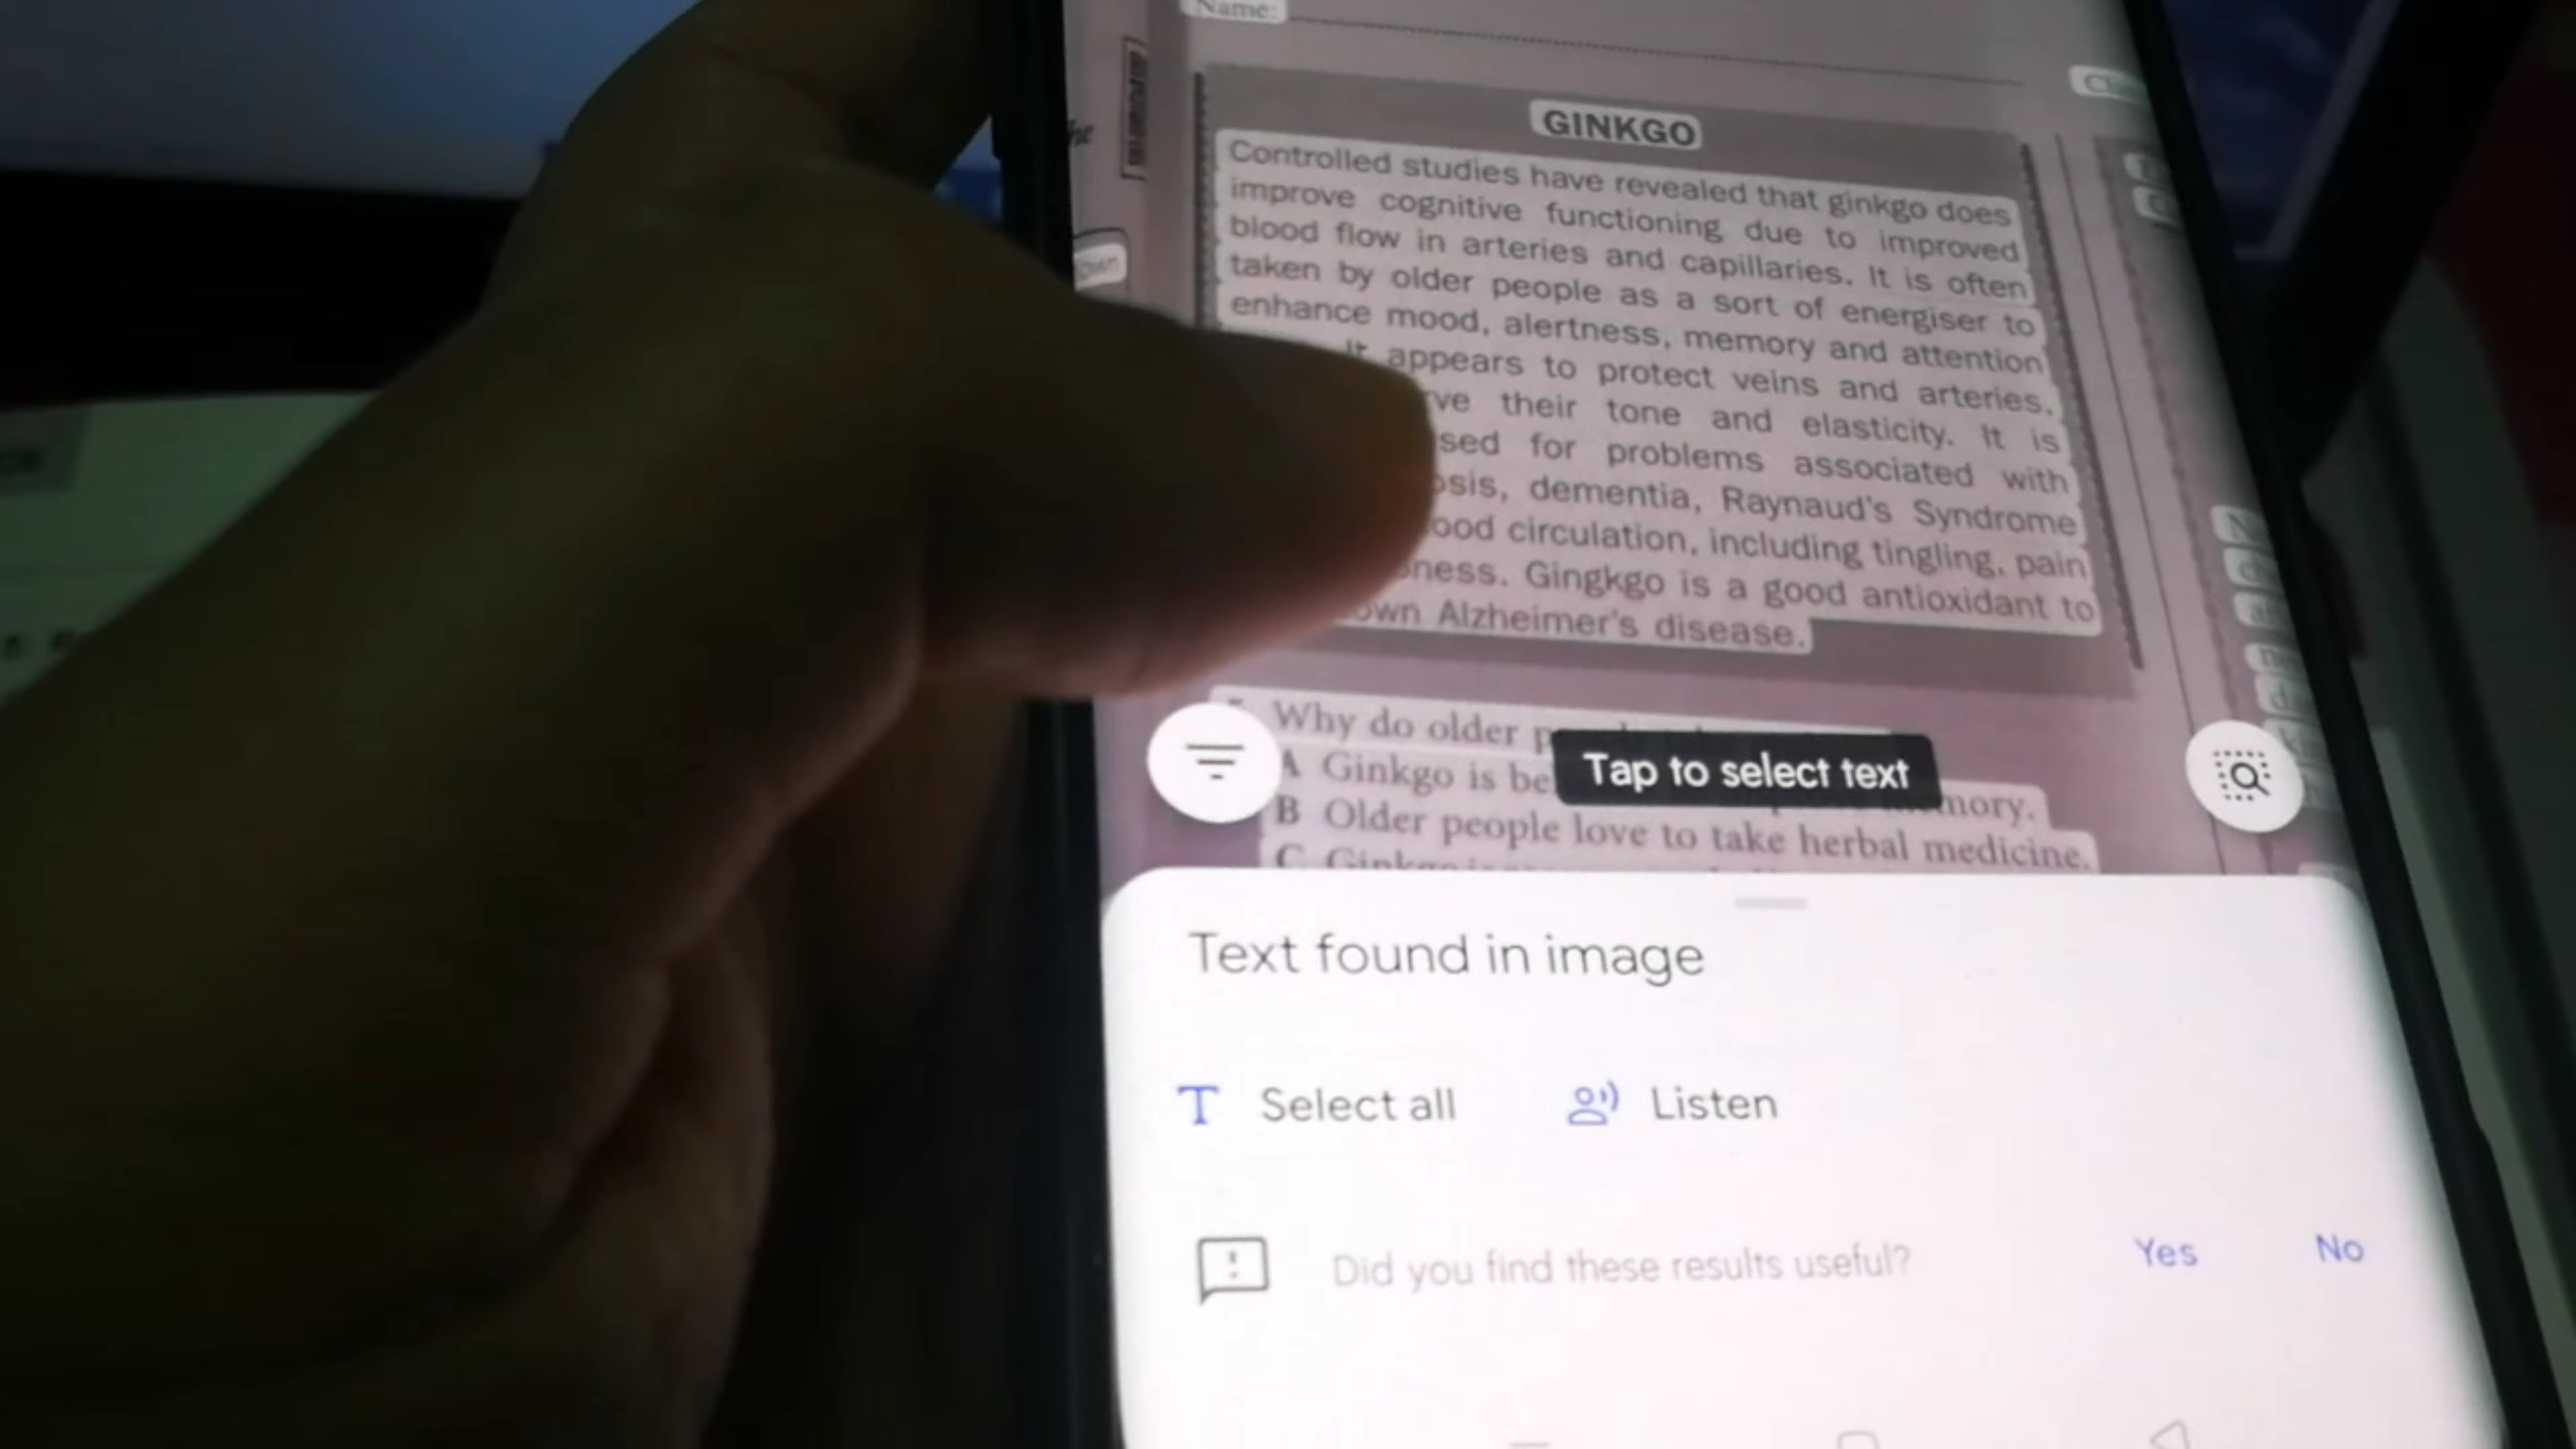 Name:
GINKGO
Controlled studies have revealed that ginkgo does
improve cognitive functioning due to improved
blood flow in arteries and capillaries. It is often
taken by older people as a sort of energiser to
enhance mood, alertness, memory and attention
It appears to protect veins and arteries,
their tone and elasticity. It is
for problems associated with
dementia, Raynaud's Syndrome
circulation, including tingling, pain
Gingkgo is a good antioxidant to
Alzheimer's disease.
Why do older
A Ginkgo is
B Older people love to take herbal medicine.
C Ginkgo is
Tap to select text
Text found in image
Select all
Listen
Did you find these results useful?
Yes
No